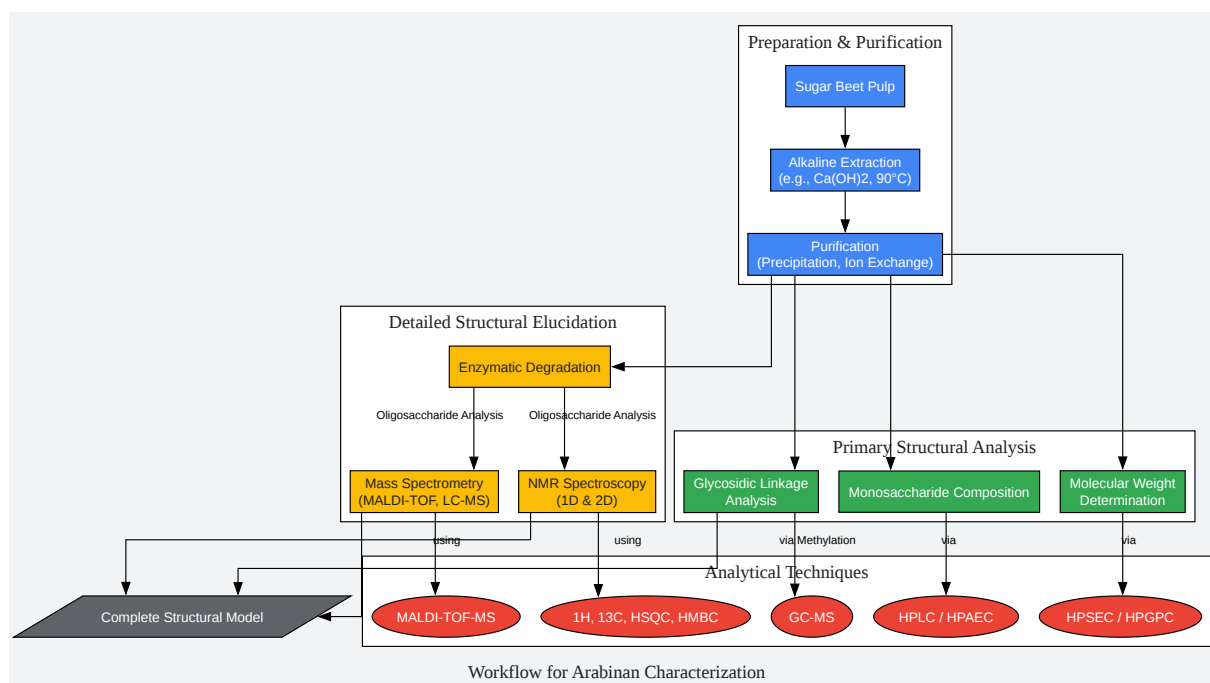 Preparation & Purification
Sugar Beet Pulp
Alkaline Extraction
(e.g., Ca(OH)2, 90°C)
Purification
(Precipitation, Ion Exchange)
Detailed Structural Elucidation
Enzymatic Degradation
Oligosaccharide Analysis
Oligosaccharide Analysis
Mass Spectrometry
(MALDI-TOF, LC-MS)
NMR Spectroscopy
(1D & 2D)
Primary Structural Analysis
Glycosidic Linkage
Analysis
Monosaccharide Composition
Molecular Weight
Determination
using
using
via Methylation
via
via
Analytical Techniques
Complete Structural Model
MALDI-TOF-MS
1H, 13C, HSQC, HMBC
GC-MS
HPLC / HPAEC
HPSEC / HPGPC
Workflow for Arabinan Characterization